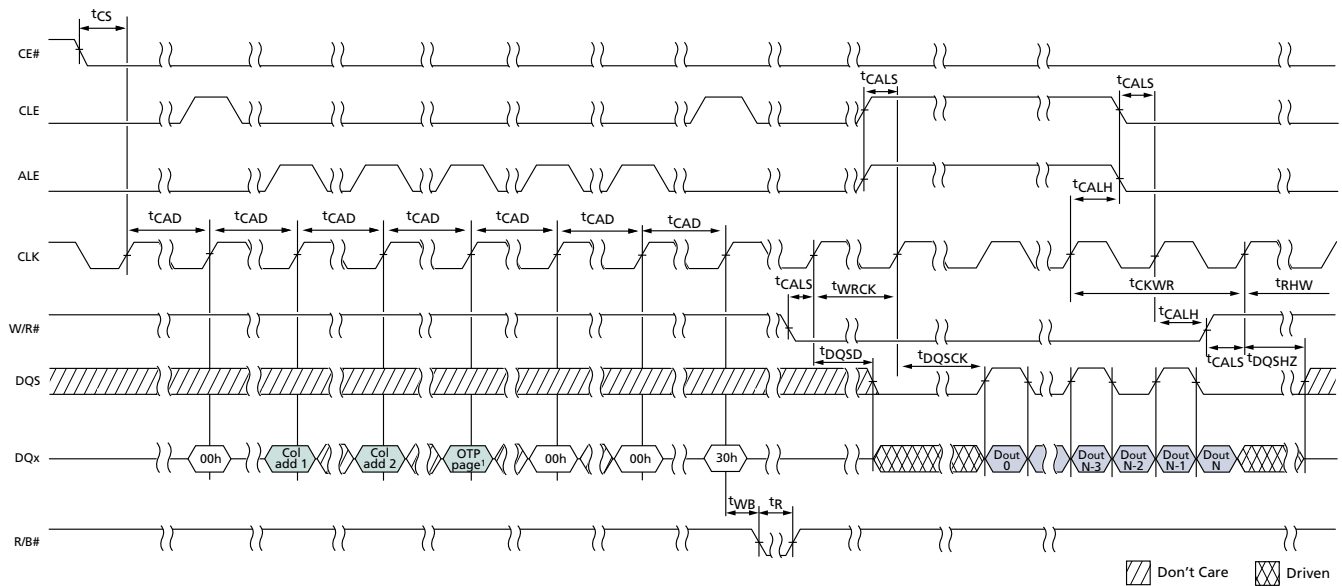 tCS
CE#
tCALS
tCALS
CLE
ALE
tCALH
tCAD tCAD tCAD tCAD tCAD tCAD tCAD
CLK
tCALS tWRCK tCKWR tRHW
W/R#
tCALH
tDQSD tDQSCK tCALS tDQSHZ
DQS
DQx
00h Col add 1 Col add 2 OTP page1 00h 00h 30h Dout 0 Dout N-3 Dout N-2 Dout N-1 Dout N
tWB tR
R/B#
Don't Care Driven